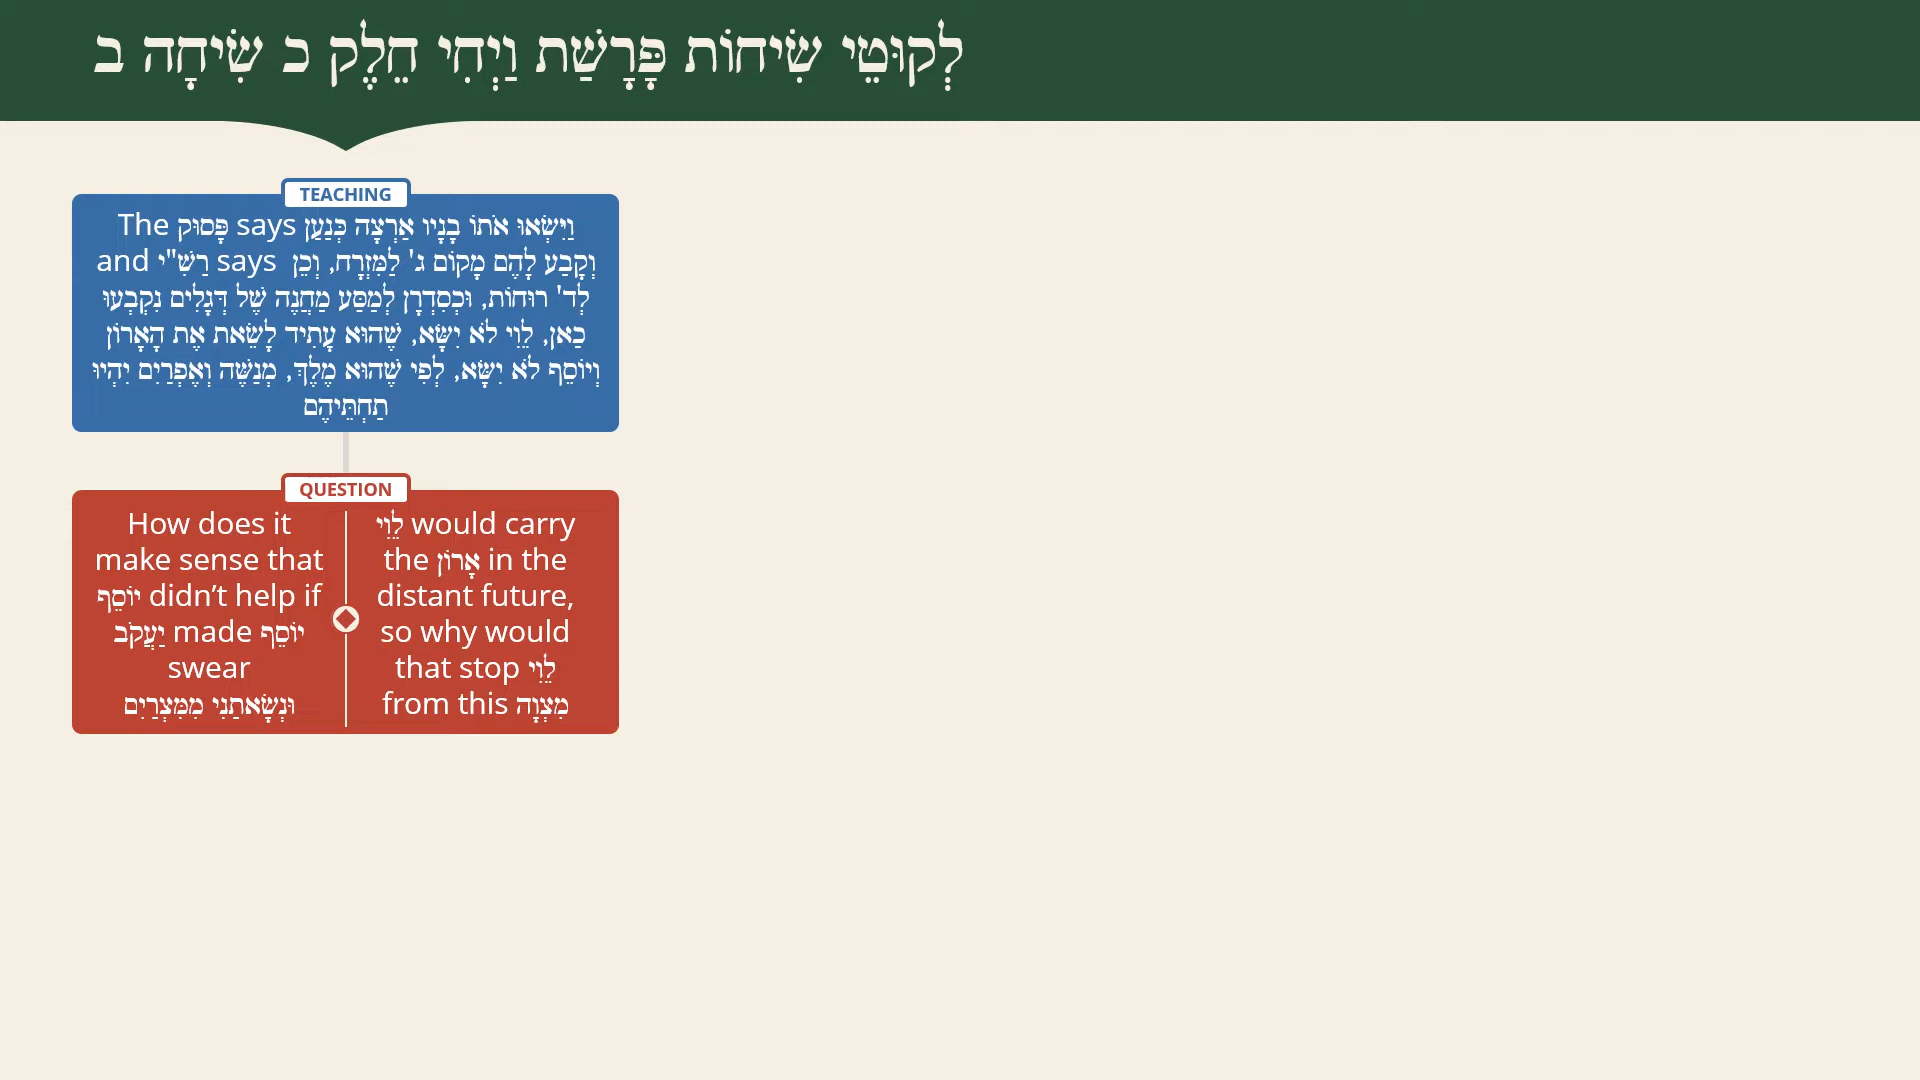 לְקוּטֵי שִׂיחוֹת פָּרָשַׁת וַיְחִי חֵלֶק כ שִׂיחָה ב
TEACHING
The פָּסוּק says וַיִּשְׂאוּ אֹתוֹ בָנָיו אַרְצָה כְּנַעַן
and רַשִׁ"י says וְקָבַע לָהֶם מָקוֹם ג' לַמִּזְרָח, וְכֵן
לְד' רוּחוֹת, וּכְסִדְרָן לְמַסַּע מַחֲנֶה שֶׁל דְּגָלִים נִקְבְּעוּ
כַאן, לֵוִי לֹא יִשָּׂא, שֶׁהוּא עָתִיד לָשֵׂאת אֶת הָאָרוֹן
וְיוֹסֵף לֹא יִשָּׂא, לְפִי שֶׁהוּא מֶלֶךְ, מְנַשֶּׁה וְאֶפְרַיִם יִהְיוּ
תַחְתֵּיהֶם
QUESTION
How does it
make sense that
יוֹסֵף didn’t help if
יַעֲקֹב made יוֹסֵף
swear
וּנְשָׂאתַנִי מִמִּצְרַיִם
לֵוִי would carry
the אָרוֹן in the
distant future,
so why would
that stop לֵוִי
from this מִצְוָה